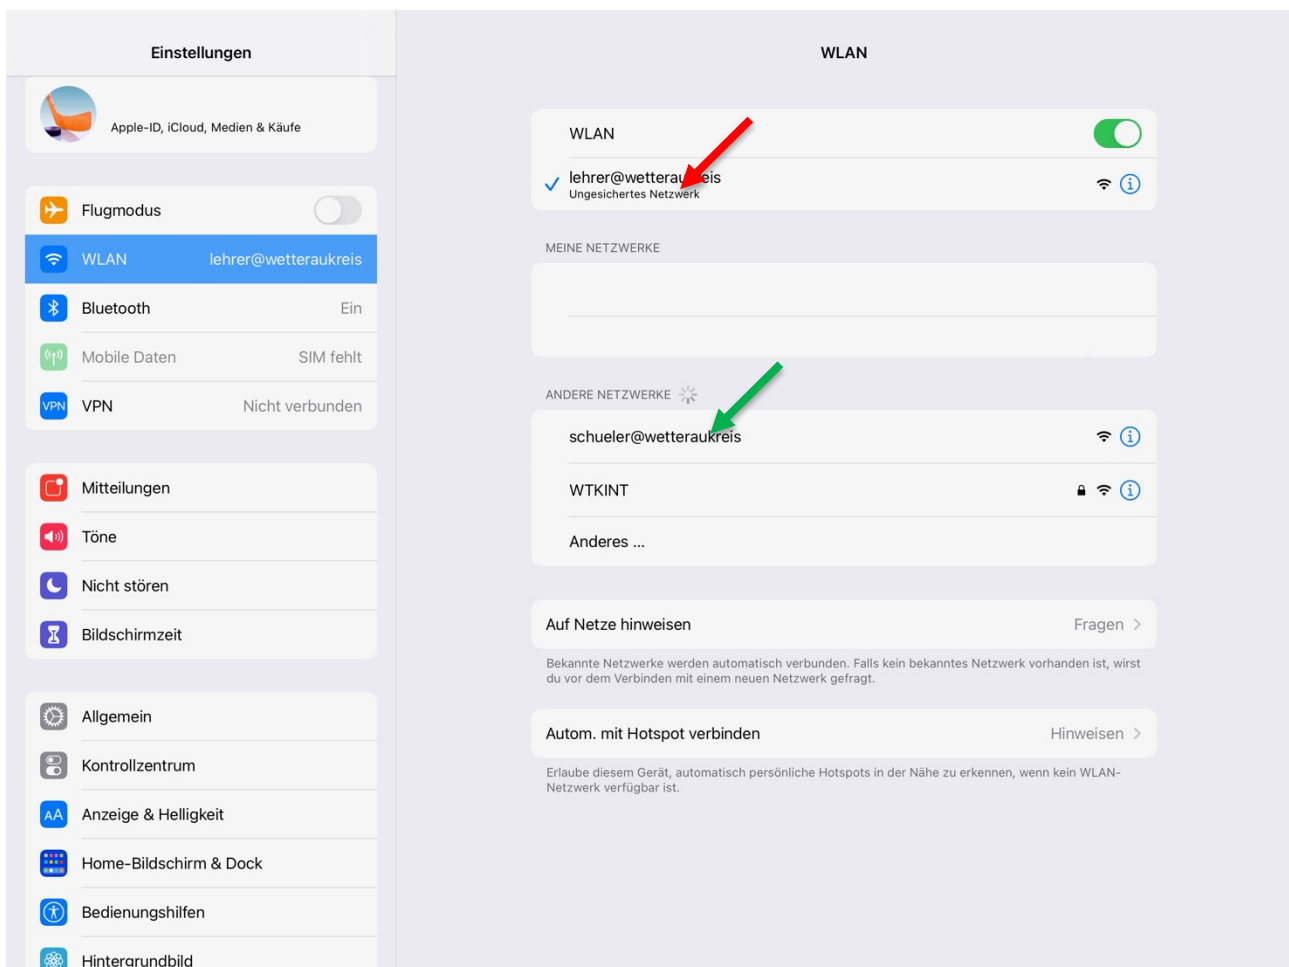 Einstellungen
Apple-ID, iCloud, Medien & Käufe
Flugmodus
WLAN lehrer@wetteraukreis
Bluetooth Ein
Mobile Daten SIM fehlt
VPN VPN Nicht verbunden
Mitteilungen
Töne
Nicht stören
Bildschirmzeit
Allgemein
Kontrollzentrum
AA Anzeige & Helligkeit
Home-Bildschirm & Dock
Bedienungshilfen
Hintergrundbild
WLAN
WLAN
lehrer@wetteraukreis
Ungesichertes Netzwerk
MEINE NETZWERKE
ANDERE NETZWERKE
schueler@wetteraukreis
WTKINT
Anderes ...
Auf Netze hinweisen Fragen
Bekannte Netzwerke werden automatisch verbunden. Falls kein bekanntes Netzwerk vorhanden ist, wirst
du vor dem Verbinden mit einem neuen Netzwerk gefragt.
Autom. mit Hotspot verbinden Hinweisen
Erlaube diesem Gerät, automatisch persönliche Hotspots in der Nähe zu erkennen, wenn kein WLAN-
Netzwerk verfügbar ist.